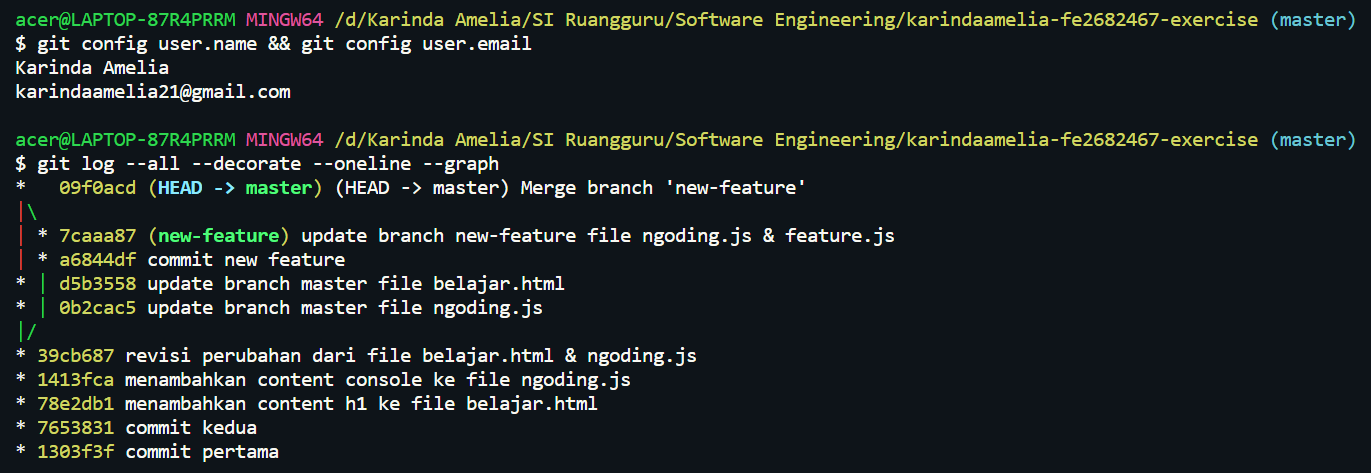 acer@LAPTOP-87R4PRRM MINGW64 /d/Karinda Amelia/SI Ruangguru/Software Engineering/karindaamelia-fe2682467-exercise (master)
$ git config user.name && git config user.email
Karinda Amelia
karindaamelia21@gmail.com

acer@LAPTOP-87R4PRRM MINGW64 /d/Karinda Amelia/SI Ruangguru/Software Engineering/karindaamelia-fe2682467-exercise (master)
$ git log --all --decorate --oneline --graph
*   09f0acd (HEAD -> master) (HEAD -> master) Merge branch 'new-feature'
|\
| * 7caaa87 (new-feature) update branch new-feature file ngoding.js & feature.js
| * a6844df commit new feature
* | d5b3558 update branch master file belajar.html
* | 0b2cac5 update branch master file ngoding.js
|/
* 39cb687 revisi perubahan dari file belajar.html & ngoding.js
* 1413fca menambahkan content console ke file ngoding.js
* 78e2db1 menambahkan content h1 ke file belajar.html
* 7653831 commit kedua
* 1303f3f commit pertama